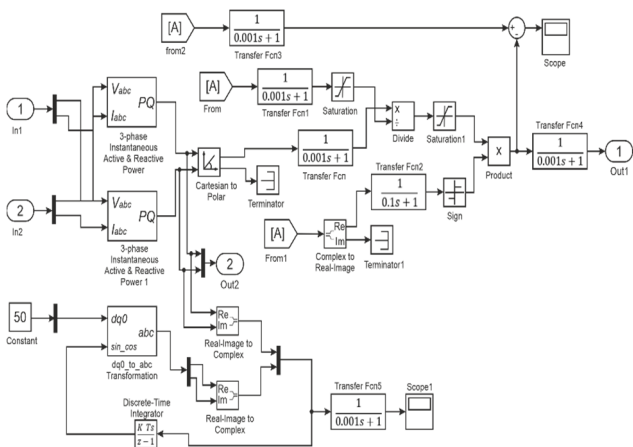 [A]
from2
1
0.001s + 1
Transfer Fcn3
+
-
Scope
[A]
From
1
0.001s + 1
Transfer Fcn1
Saturation
×
÷
Divide
Saturation1
X
Product
Transfer Fcn4
1
0.001s + 1
1
Out1
1
In1
V_abc
I_abc
PQ
3-phase
Instantaneous
Active & Reactive
Power
Cartesian to
Polar
1
0.001s + 1
Transfer Fcn
Terminator
Transfer Fcn2
1
0.1s + 1
Sign
2
In2
V_abc
I_abc
PQ
3-phase
Instantaneous
Active & Reactive
Power 1
[A]
From1
Re
Im
Complex to
Real-Image
Terminator1
2
Out2
50
Constant
dq0
abc
sin_cos
dq0_to_abc
Transformation
Re
Im
Real-Image to
Complex
Re
Im
Real-Image to
Complex
Discrete-Time
Integrator
K Ts
z − 1
Transfer Fcn5
1
0.001s + 1
Scope1